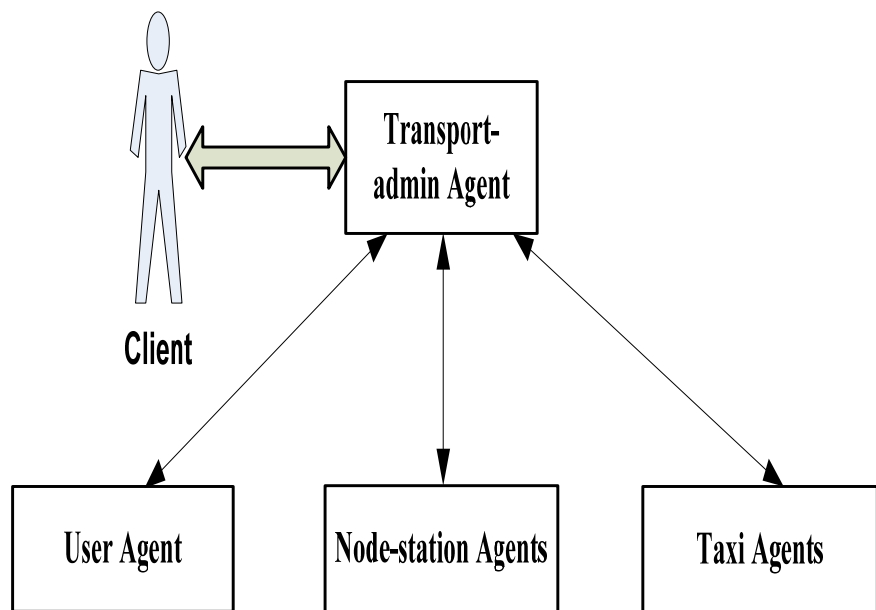 Transport-
admin Agent
Client
User Agent
Node-station Agents
Taxi Agents